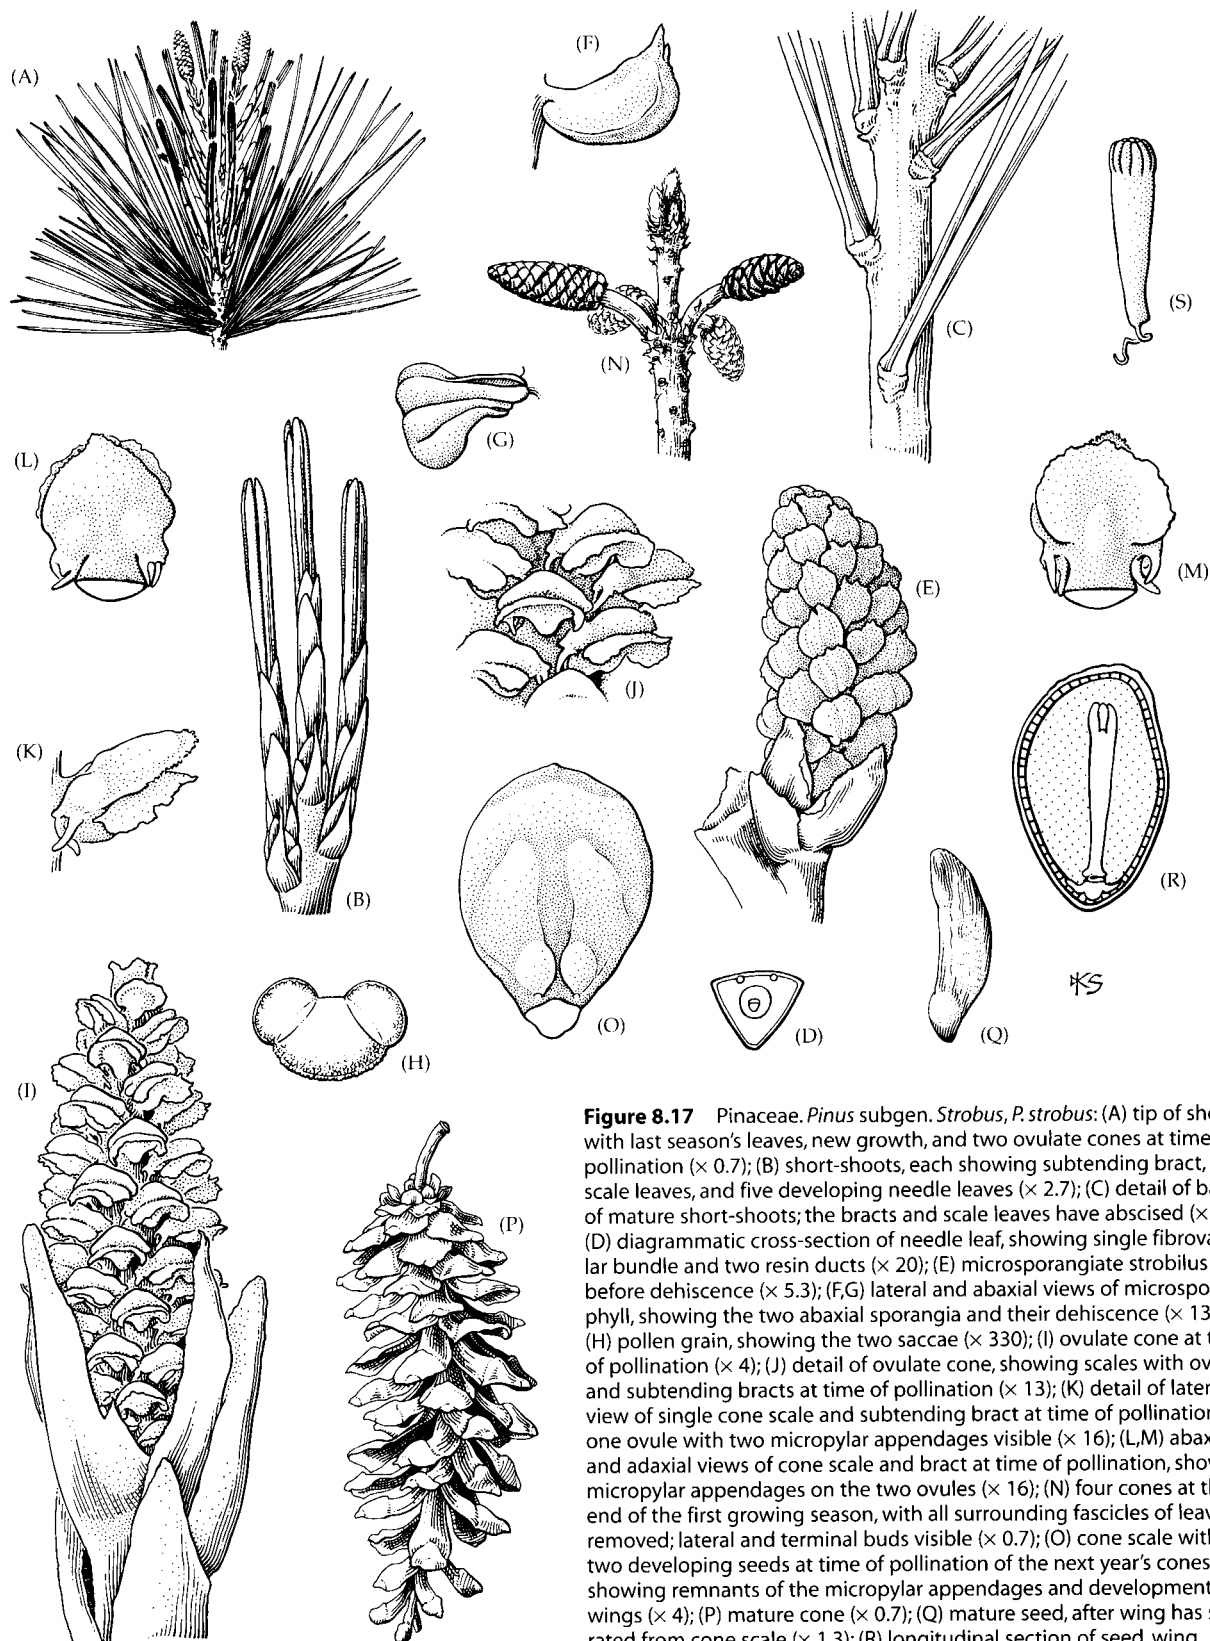 (A)
(F)
(S)
(C)
(N)
(G)
(L)
(M)
(E)
(J)
(K)
(B)
(R)
(O)
(D)
(Q)
KS
(H)
(I)
(P)
Figure 8.17 Pinaceae. Pinus subgen. Strobus, P. strobus: (A) tip of sho
with last season's leaves, new growth, and two ovulate cones at time
pollination (× 0.7); (B) short-shoots, each showing subtending bract,
scale leaves, and five developing needle leaves (× 2.7); (C) detail of ba
of mature short-shoots; the bracts and scale leaves have abscised (×
(D) diagrammatic cross-section of needle leaf, showing single fibrova
lar bundle and two resin ducts (× 20); (E) microsporangiate strobilus
before dehiscence (× 5.3); (F,G) lateral and abaxial views of microspo
phyll, showing the two abaxial sporangia and their dehiscence (× 13
(H) pollen grain, showing the two saccae (× 330); (I) ovulate cone at t
of pollination (× 4); (J) detail of ovulate cone, showing scales with ov
and subtending bracts at time of pollination (× 13); (K) detail of later
view of single cone scale and subtending bract at time of pollination
one ovule with two micropylar appendages visible (× 16); (L,M) abax
and adaxial views of cone scale and bract at time of pollination, show
micropylar appendages on the two ovules (× 16); (N) four cones at th
end of the first growing season, with all surrounding fascicles of leav
removed; lateral and terminal buds visible (× 0.7); (O) cone scale with
two developing seeds at time of pollination of the next year's cones
showing remnants of the micropylar appendages and development
wings (× 4); (P) mature cone (× 0.7); (Q) mature seed, after wing has s
rated from cone scale (× 1.3); (R) longitudinal section of seed, wing